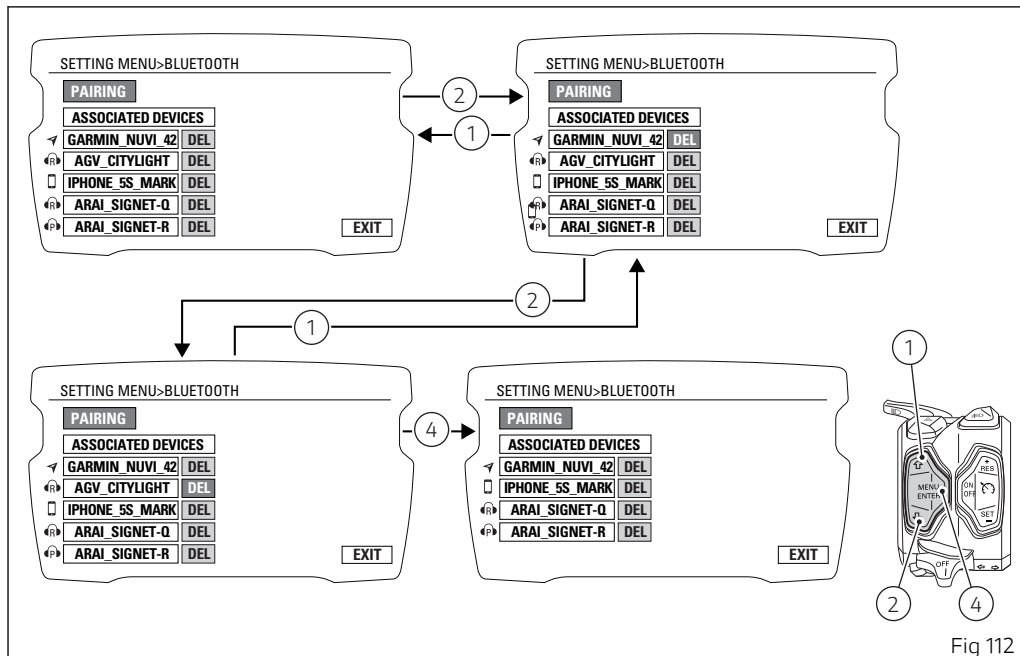 SETTING MENU>BLUETOOTH
PAIRING
ASSOCIATED DEVICES
GARMIN_NUVI_42 DEL
R AGV_CITYLIGHT DEL
IPHONE_5S_MARK DEL
R ARAI_SIGNET-Q DEL
P ARAI_SIGNET-R DEL
EXIT
2
1
SETTING MENU>BLUETOOTH
PAIRING
ASSOCIATED DEVICES
GARMIN_NUVI_42 DEL
R AGV_CITYLIGHT DEL
IPHONE_5S_MARK DEL
R ARAI_SIGNET-Q DEL
P ARAI_SIGNET-R DEL
EXIT
2
1
SETTING MENU>BLUETOOTH
PAIRING
ASSOCIATED DEVICES
GARMIN_NUVI_42 DEL
R AGV_CITYLIGHT DEL
IPHONE_5S_MARK DEL
R ARAI_SIGNET-Q DEL
P ARAI_SIGNET-R DEL
EXIT
4
SETTING MENU>BLUETOOTH
PAIRING
ASSOCIATED DEVICES
GARMIN_NUVI_42 DEL
IPHONE_5S_MARK DEL
R ARAI_SIGNET-Q DEL
P ARAI_SIGNET-R DEL
EXIT
1
+
RES
MENU
ENTER
ON
OFF
SET
−
OFF
2
4
Fig 112